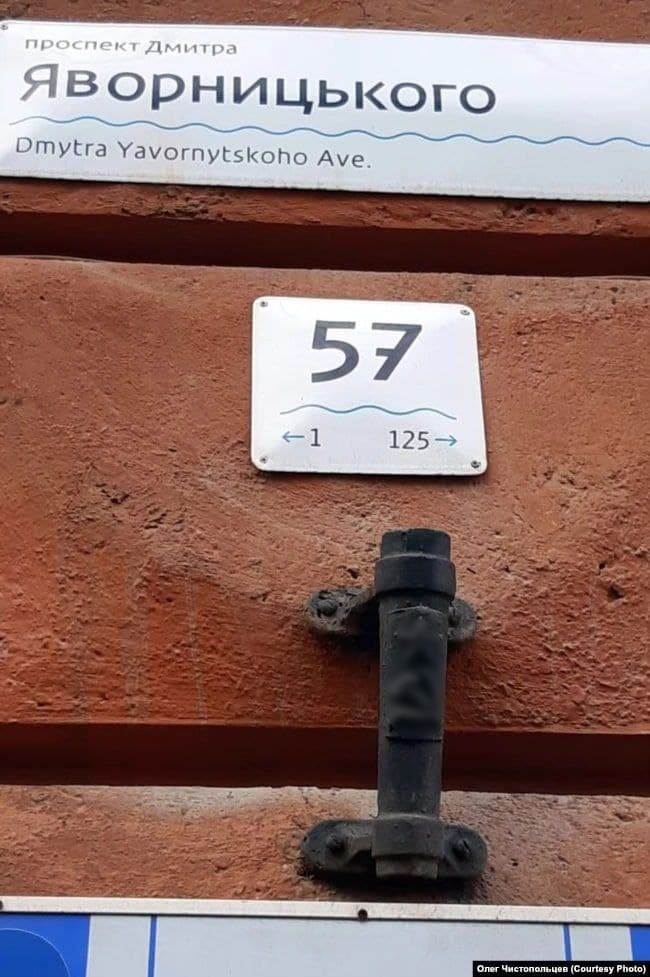 проспект Дмитра
Яворницького
Dmytra Yavornytskoho Ave.
57
←1 125→
Олег Чистопольцев (Courtesy Photo)